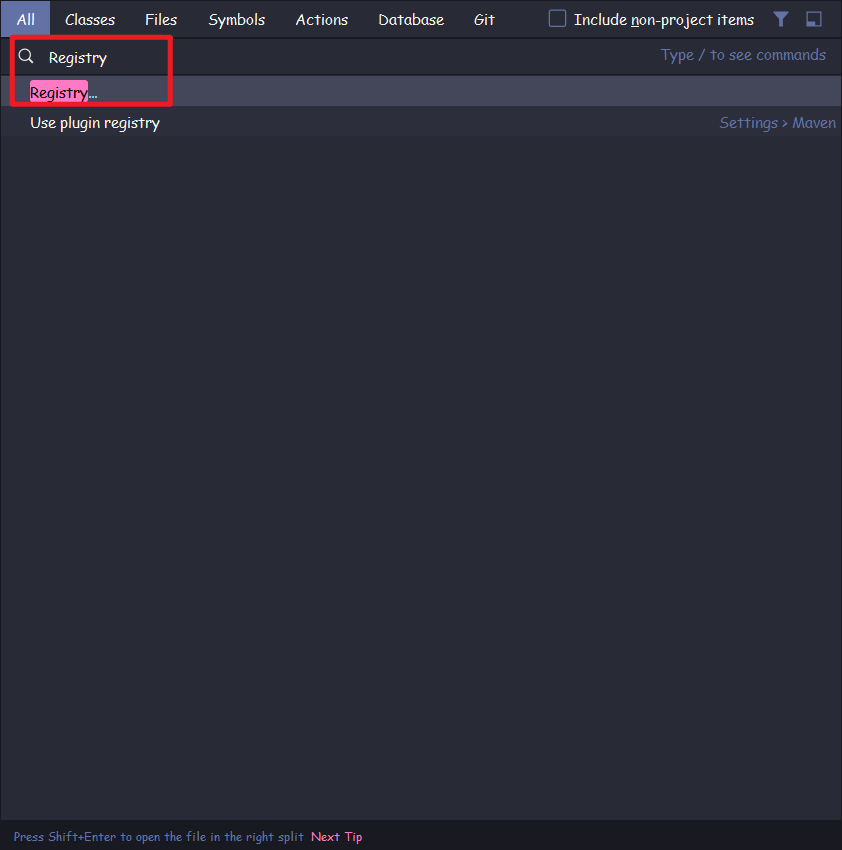 All Classes Files Symbols Actions Database Git Include non-project items
Registry Type / to see commands
Registry...
Use plugin registry Settings > Maven
Press Shift+Enter to open the file in the right split Next Tip